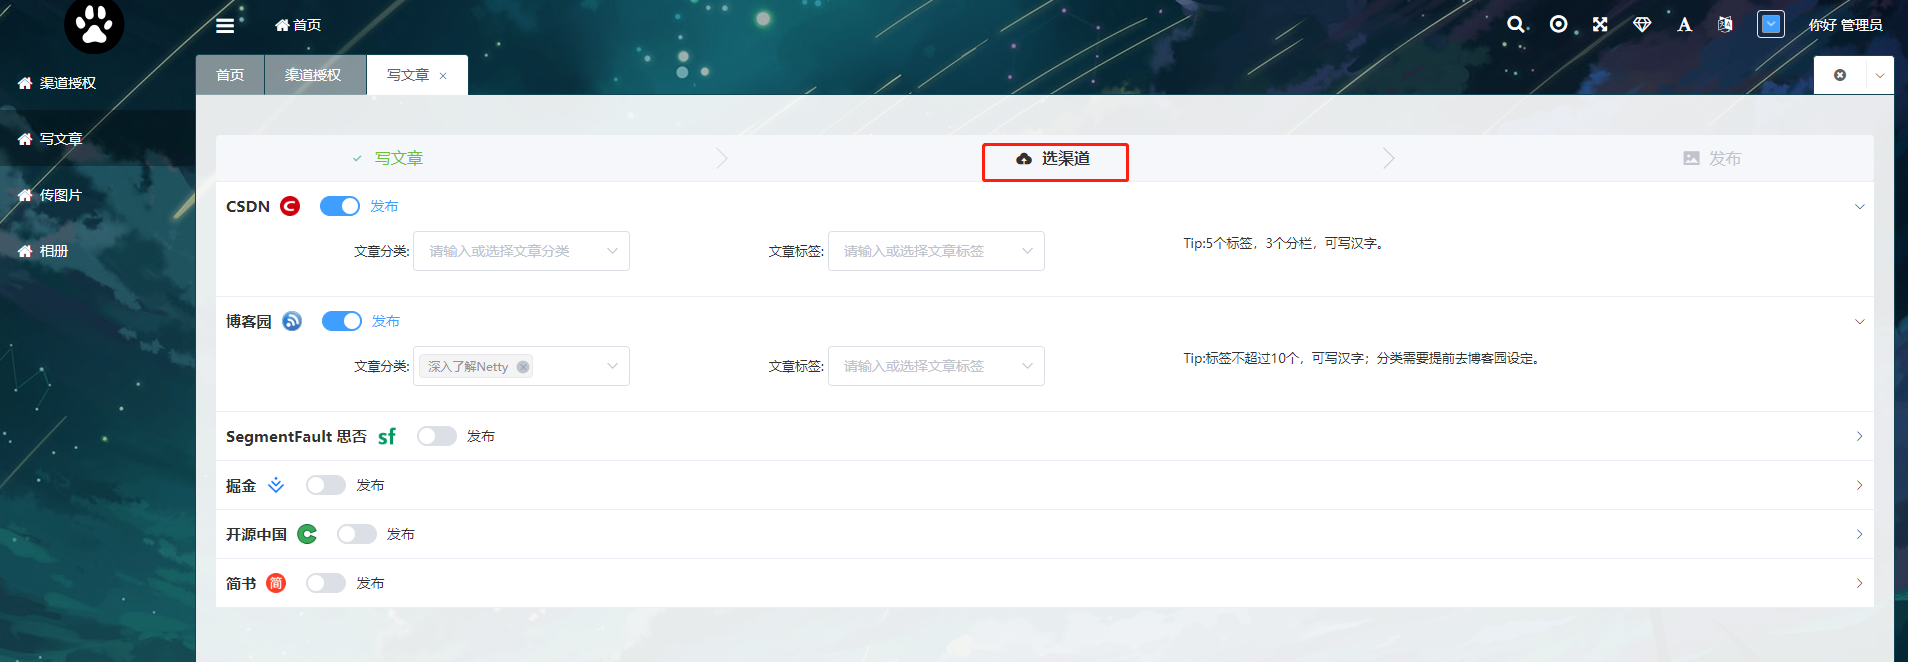 首页
你好 管理员
渠道授权
写文章
传图片
相册
首页 渠道授权 写文章
写文章 选渠道 发布
CSDN 发布
文章分类: 请输入或选择文章分类 文章标签: 请输入或选择文章标签 Tip:5个标签，3个分栏，可写汉字。
博客园 发布
文章分类: 深入了解Netty 文章标签: 请输入或选择文章标签 Tip:标签不超过10个，可写汉字；分类需要提前去博客园设定。
SegmentFault 思否 sf 发布
掘金 发布
开源中国 发布
简书 简 发布